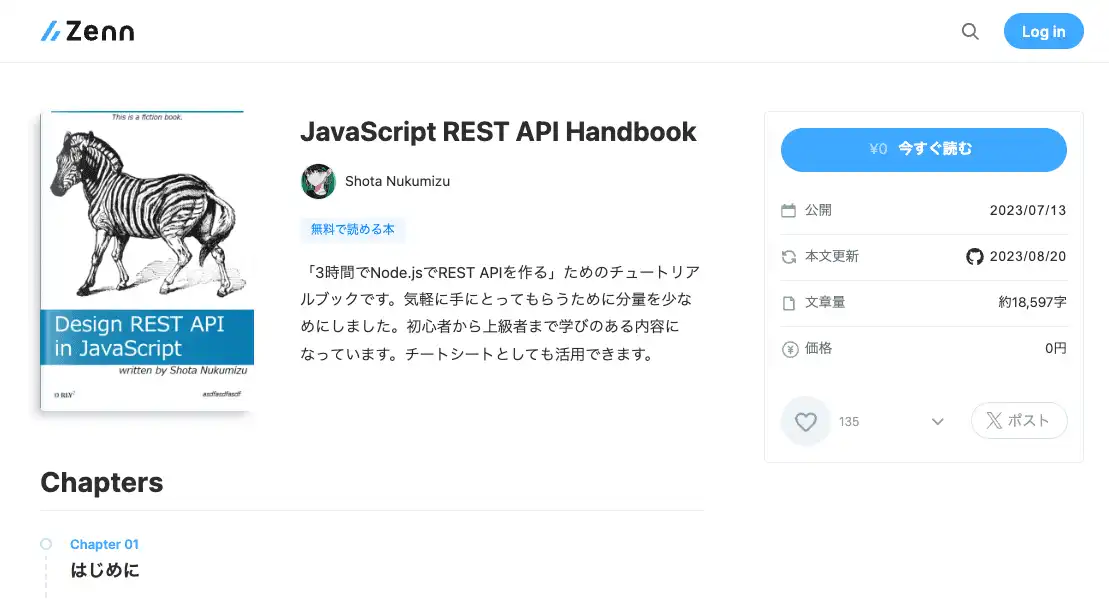 Zenn
Log in
This is a fiction book.
Design REST API
in JavaScript
written by Shota Nukumizu
O RLY?
asdfasdfasdf
JavaScript REST API Handbook
Shota Nukumizu
無料で読める本
「3時間でNode.jsでREST APIを作る」ためのチュートリア
ルブックです。気軽に手にとってもらうために分量を少な
めにしました。初心者から上級者まで学びのある内容に
なっています。チートシートとしても活用できます。
¥0 今すぐ読む
公開 2023/07/13
本文更新 2023/08/20
文章量 約18,597字
価格 0円
135
ポスト
Chapters
Chapter 01
はじめに